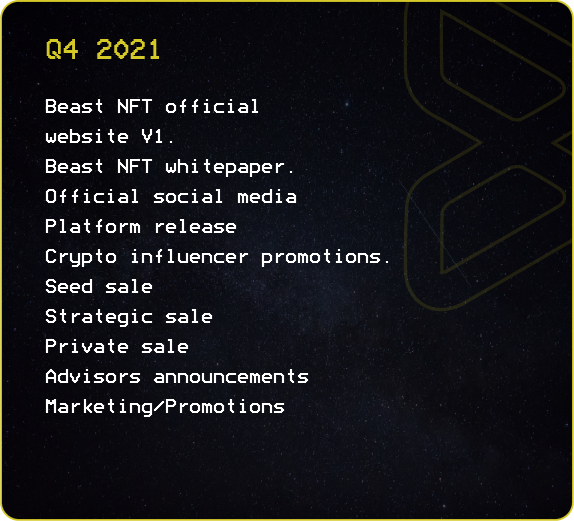 Q4 2021
Beast NFT official
website V1.
Beast NFT whitepaper.
Official social media
Platform release
Crypto influencer promotions.
Seed sale
Strategic sale
Private sale
Advisors announcements
Marketing/Promotions